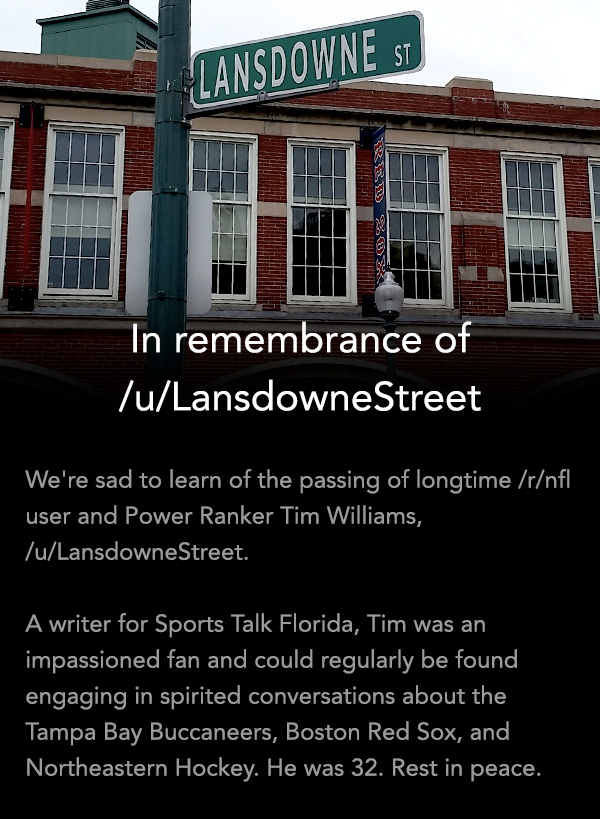 LANSDOWNE ST
RED SOX
In remembrance of
/u/LansdowneStreet
We're sad to learn of the passing of longtime /r/nfl
user and Power Ranker Tim Williams,
/u/LansdowneStreet.
A writer for Sports Talk Florida, Tim was an
impassioned fan and could regularly be found
engaging in spirited conversations about the
Tampa Bay Buccaneers, Boston Red Sox, and
Northeastern Hockey. He was 32. Rest in peace.